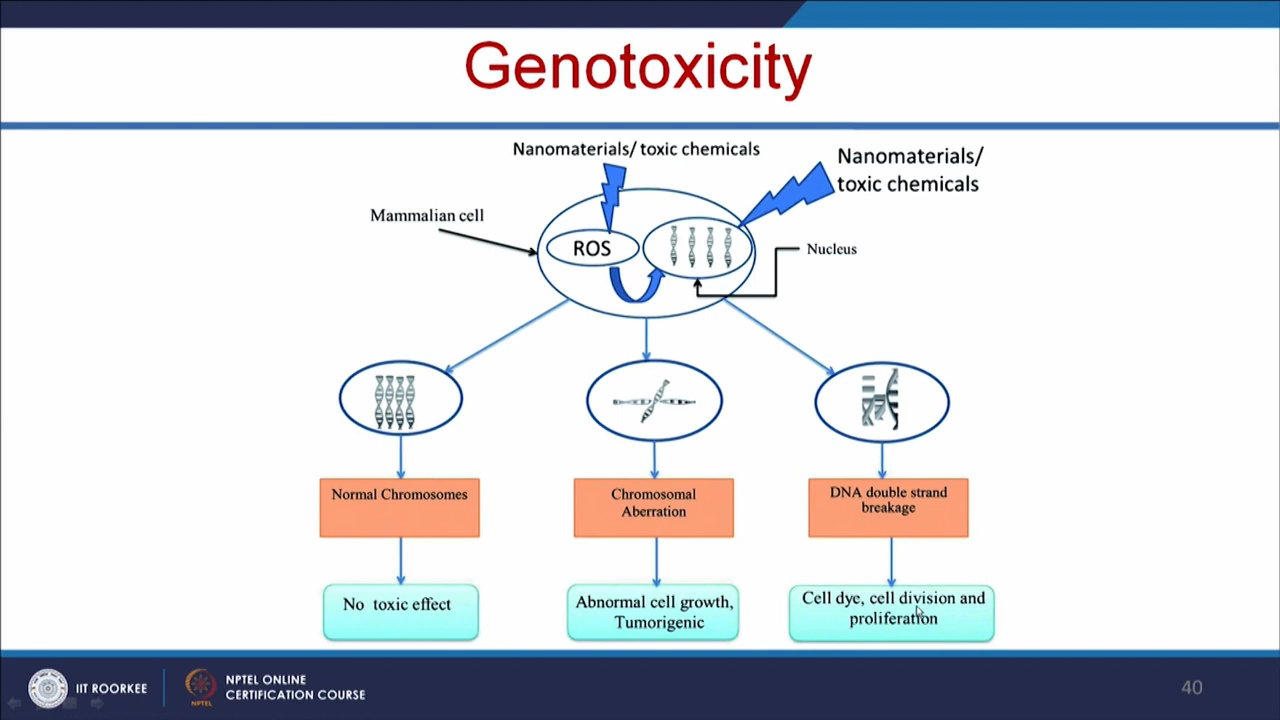 Genotoxicity
Nanomaterials/ toxic chemicals
Nanomaterials/
toxic chemicals
Mammalian cell
ROS
Nucleus
Normal Chromosomes
Chromosomal
Aberration
DNA double strand
breakage
No toxic effect
Abnormal cell growth,
Tumorigenic
Cell dye, cell division and
proliferation
IIT ROORKEE
NPTEL
NPTEL ONLINE
CERTIFICATION COURSE
40